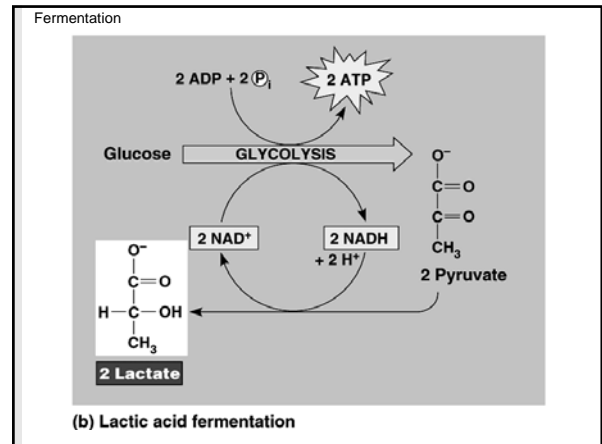 Fermentation
2 ADP + 2 Pi
2 ATP
Glucose
GLYCOLYSIS
O–
C=O
C=O
CH3
2 Pyruvate
2 NAD+
2 NADH
+ 2 H+
O–
C=O
H–C–OH
CH3
2 Lactate
(b) Lactic acid fermentation